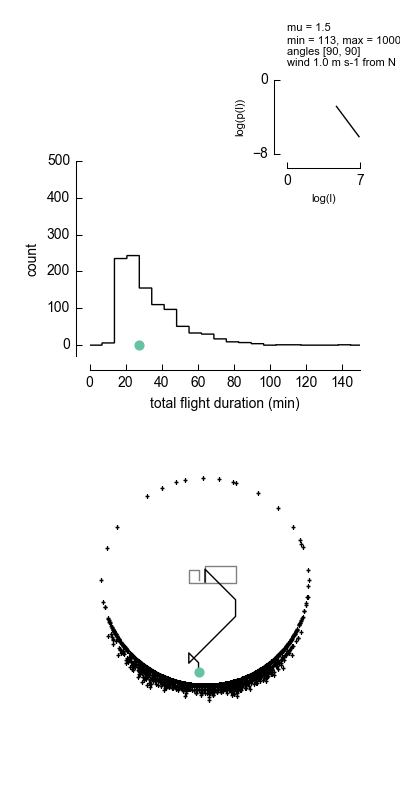 mu = 1.5
min = 113, max = 1000
angles [90, 90]
wind 1.0 m s-1 from N
0
log(p(l))
−8
0 7
log(l)
500
400
300
200
100
0
count
0 20 40 60 80 100 120 140
total flight duration (min)